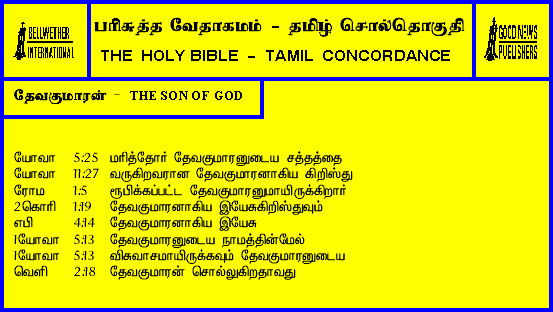 BELLWETHER
INTERNATIONAL
பரிசுத்த வேதாகமம் - தமிழ் சொல்தொகுதி
THE HOLY BIBLE - TAMIL CONCORDANCE
GOOD NEWS
PUBLISHERS
தேவகுமாரன் - THE SON OF GOD
யோவா 5:25 மரித்தோர் தேவகுமாரனுடைய சத்தத்தை
யோவா 11:27 வருகிறவரான தேவகுமாரனாகிய கிறிஸ்து
ரோம 1:5 ரூபிக்கப்பட்ட தேவகுமாரனுமாயிருக்கிறார்
2கொரி 1:19 தேவகுமாரனாகிய இயேசுகிறிஸ்துவும்
எபி 4:14 தேவகுமாரனாகிய இயேசு
1யோவா 5:13 தேவகுமாரனுடைய நாமத்தின்மேல்
1யோவா 5:13 விசுவாசமாயிருக்கவும் தேவகுமாரனுடைய
வெளி 2:18 தேவகுமாரன் சொல்லுகிறதாவது